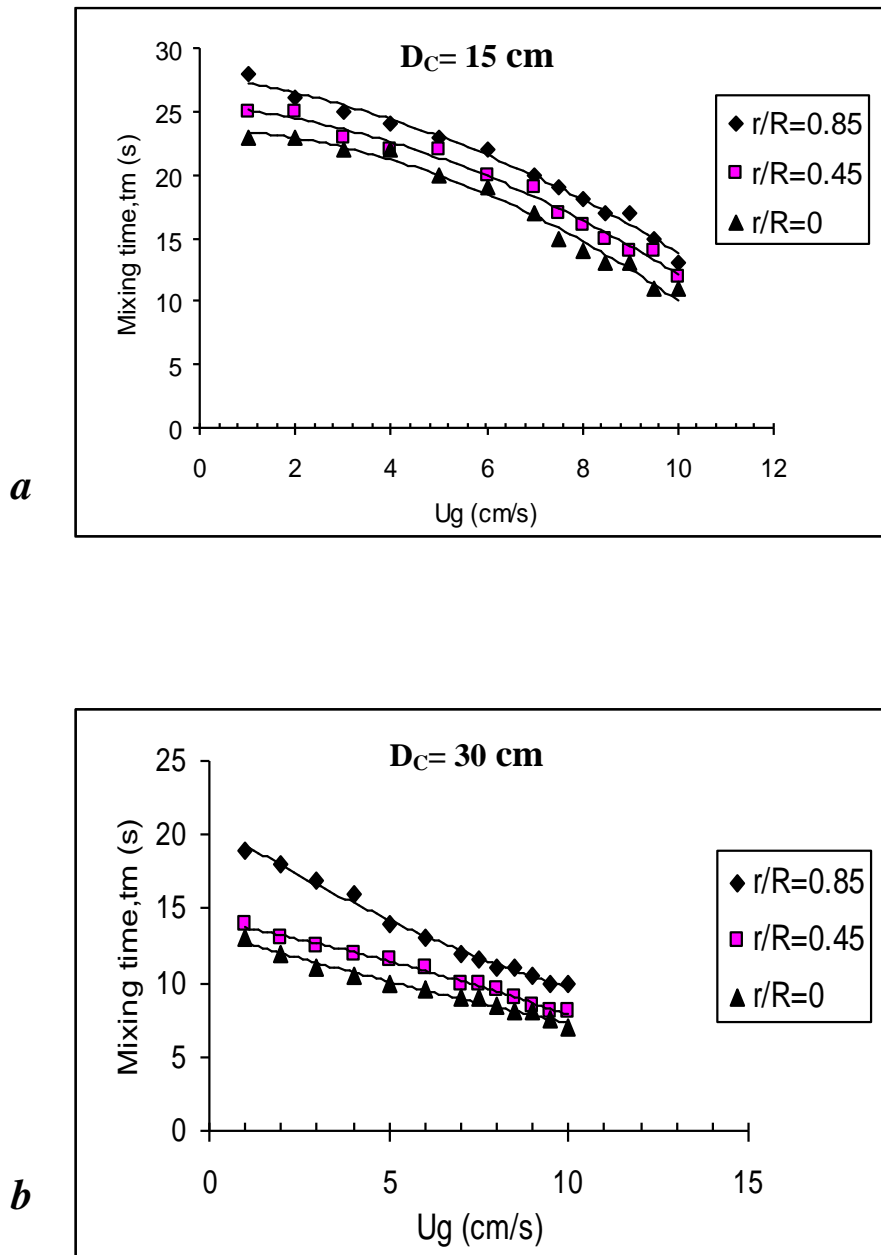 D_C= 15 cm
30
25
20
15
10
5
0
Mixing time,tm (s)
0 2 4 6 8 10 12
Ug (cm/s)
r/R=0.85
r/R=0.45
r/R=0
a
D_C= 30 cm
25
20
15
10
5
0
Mixing time,tm (s)
0 5 10 15
Ug (cm/s)
r/R=0.85
r/R=0.45
r/R=0
b